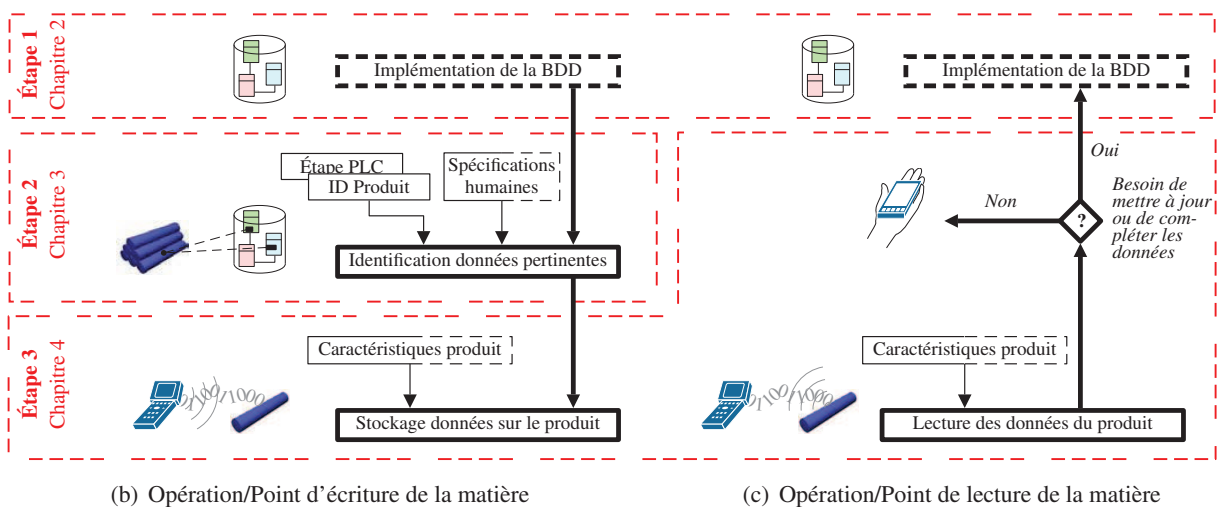 Étape 1
Chapitre 2
Implémentation de la BDD
Implémentation de la BDD
Étape 2
Chapitre 3
Étape PLC
ID Produit
Spécifications
humaines
Identification données pertinentes
Oui
Non
?
Besoin de
mettre à jour
ou de com-
pléter les
données
Étape 3
Chapitre 4
Caractéristiques produit
Stockage données sur le produit
Caractéristiques produit
Lecture des données du produit
(b) Opération/Point d'écriture de la matière
(c) Opération/Point de lecture de la matière